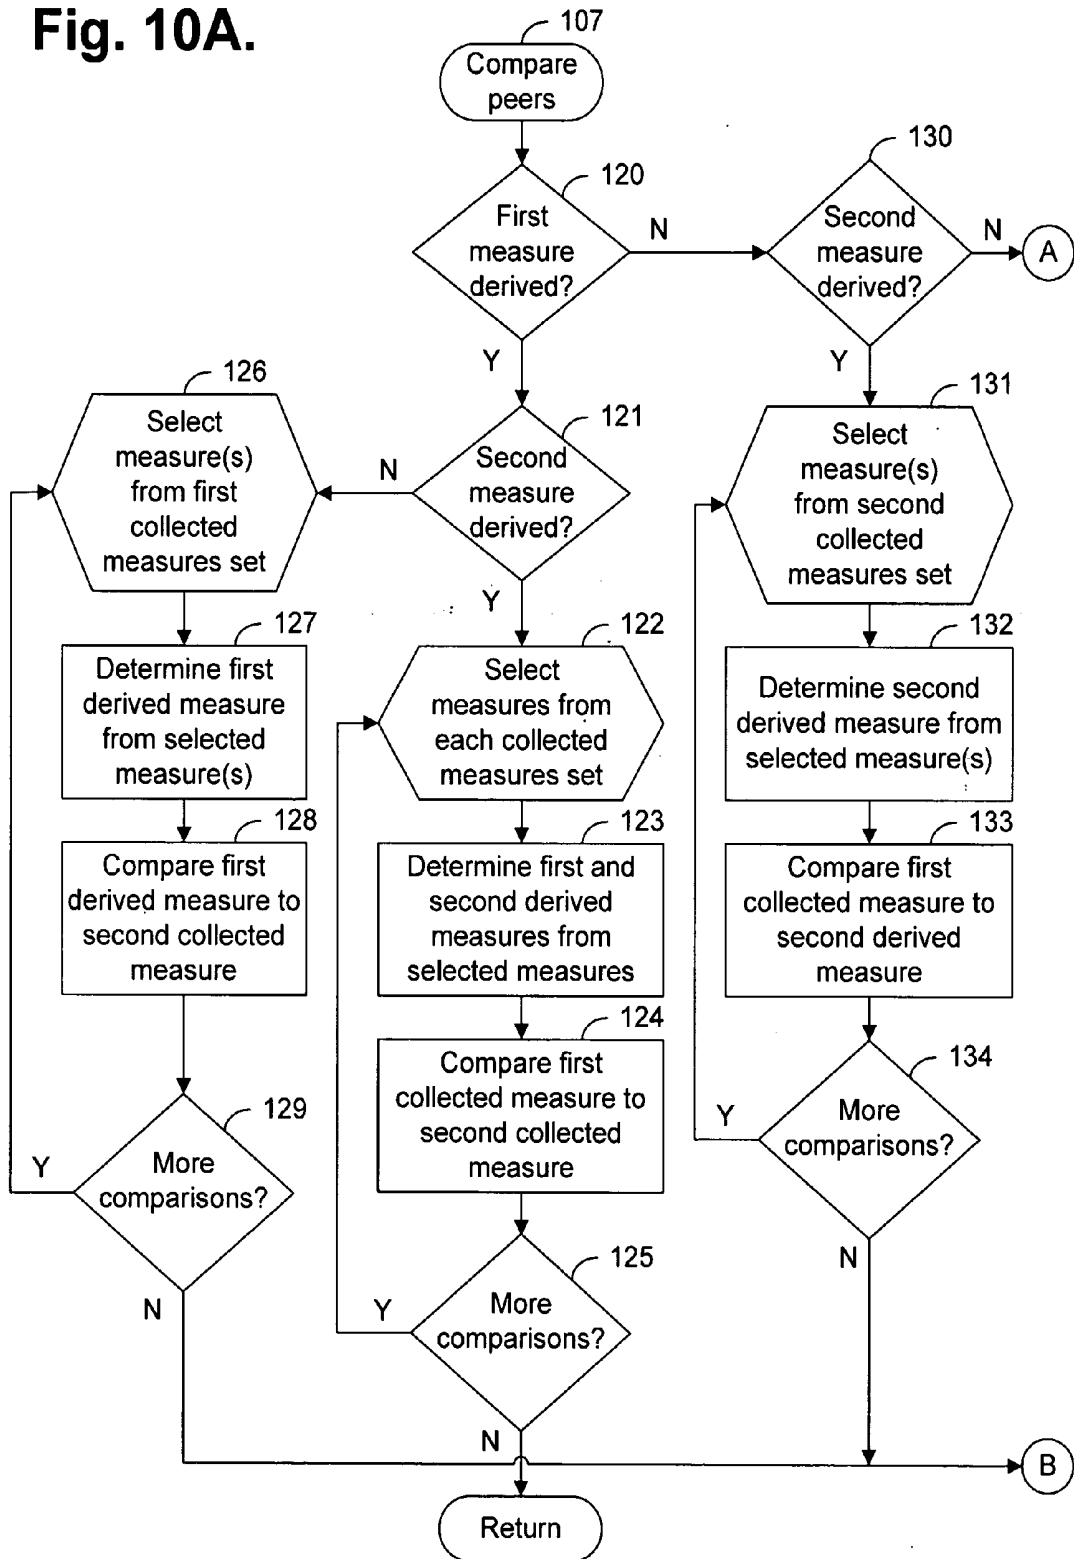 Fig. 10A.
107
Compare
peers
120
First
measure
derived?
N
Y
130
Second
measure
derived?
N
A
Y
126
Select
measure(s)
from first
collected
measures set
121
Second
measure
derived?
N
Y
131
Select
measure(s)
from second
collected
measures set
127
Determine first
derived measure
from selected
measure(s)
122
Select
measures from
each collected
measures set
132
Determine second
derived measure from
selected measure(s)
128
Compare first
derived measure to
second collected
measure
123
Determine first and
second derived
measures from
selected measures
133
Compare first
collected measure to
second derived
measure
124
Compare first
collected measure to
second collected
measure
134
More
comparisons?
Y
N
129
More
comparisons?
Y
N
125
More
comparisons?
Y
N
B
Return